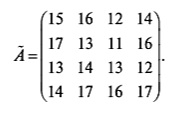 15 16 12 14
17 13 11 16
Ã =
13 14 13 12
14 17 16 17 .